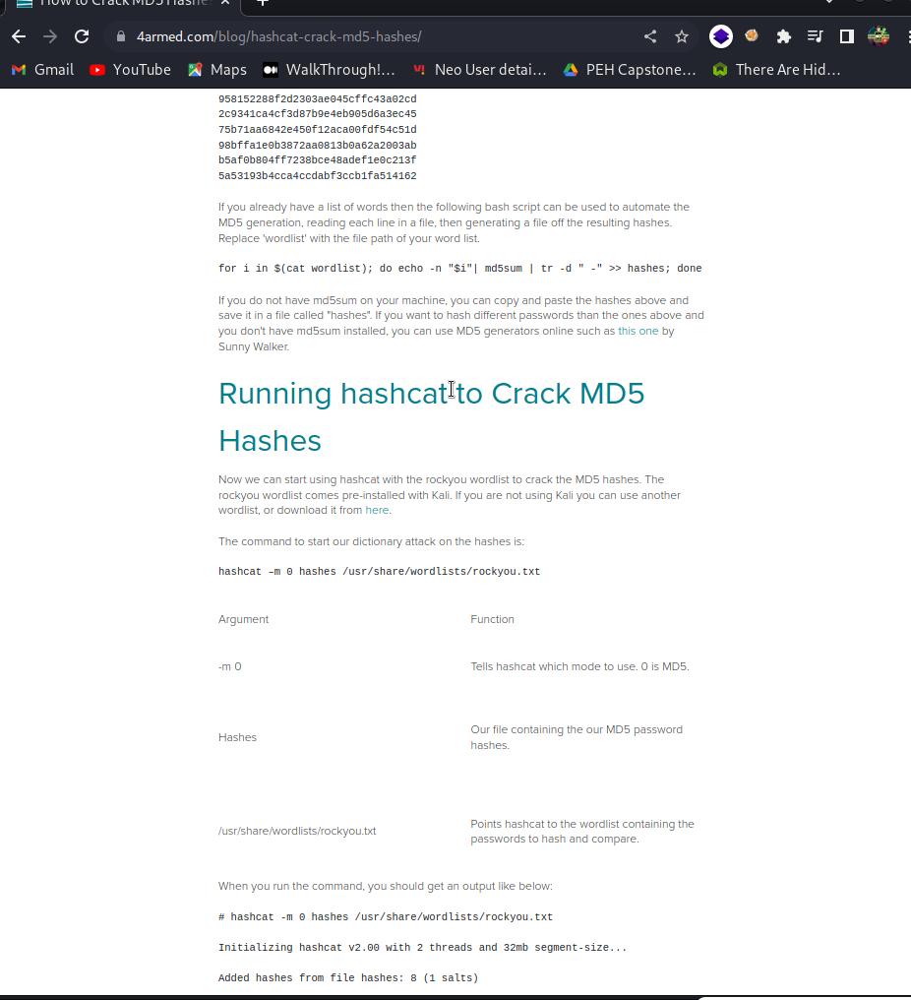 How to Crack MD5 Hashe
4armed.com/blog/hashcat-crack-md5-hashes/
Gmail YouTube Maps WalkThrough!... Neo User detai... PEH Capstone... There Are Hid...
958152288f2d2303ae045cffc43a02cd
2c9341ca4cf3d87b9e4eb905d6a3ec45
75b71aa6842e450f12aca00fdf54c51d
98bffa1e0b3872aa0813b0a62a2003ab
b5af0b804ff7238bce48adef1e0c213f
5a53193b4cca4ccdabf3ccb1fa514162
If you already have a list of words then the following bash script can be used to automate the
MD5 generation, reading each line in a file, then generating a file off the resulting hashes.
Replace 'wordlist' with the file path of your word list.
for i in $(cat wordlist); do echo -n "$i"| md5sum | tr -d " -" >> hashes; done
If you do not have md5sum on your machine, you can copy and paste the hashes above and
save it in a file called "hashes". If you want to hash different passwords than the ones above and
you don't have md5sum installed, you can use MD5 generators online such as this one by
Sunny Walker.
Running hashcat to Crack MD5
Hashes
Now we can start using hashcat with the rockyou wordlist to crack the MD5 hashes. The
rockyou wordlist comes pre-installed with Kali. If you are not using Kali you can use another
wordlist, or download it from here.
The command to start our dictionary attack on the hashes is:
hashcat –m 0 hashes /usr/share/wordlists/rockyou.txt
Argument Function
-m 0 Tells hashcat which mode to use. 0 is MD5.
Hashes Our file containing the our MD5 password
hashes.
/usr/share/wordlists/rockyou.txt Points hashcat to the wordlist containing the
passwords to hash and compare.
When you run the command, you should get an output like below:
# hashcat -m 0 hashes /usr/share/wordlists/rockyou.txt
Initializing hashcat v2.00 with 2 threads and 32mb segment-size...
Added hashes from file hashes: 8 (1 salts)